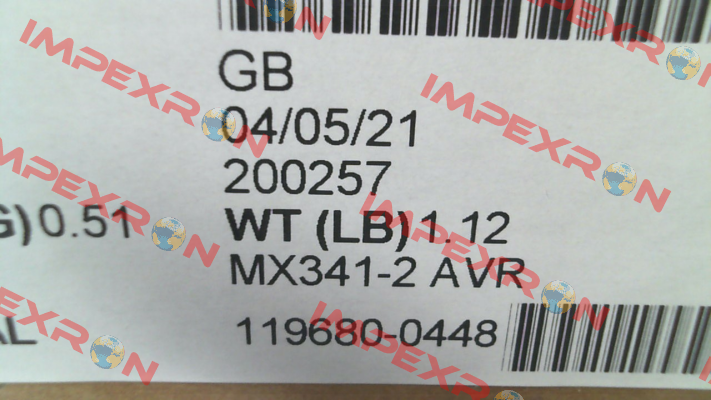 GB
04/05/21
200257
G) 0.51 WT (LB) 1.12
MX341-2 AVR
AL 119680-0448
IMPEXRON
IMPEXRON
IMPEXRON
IMPEXRON
IMPEXRON
IMPEXRON